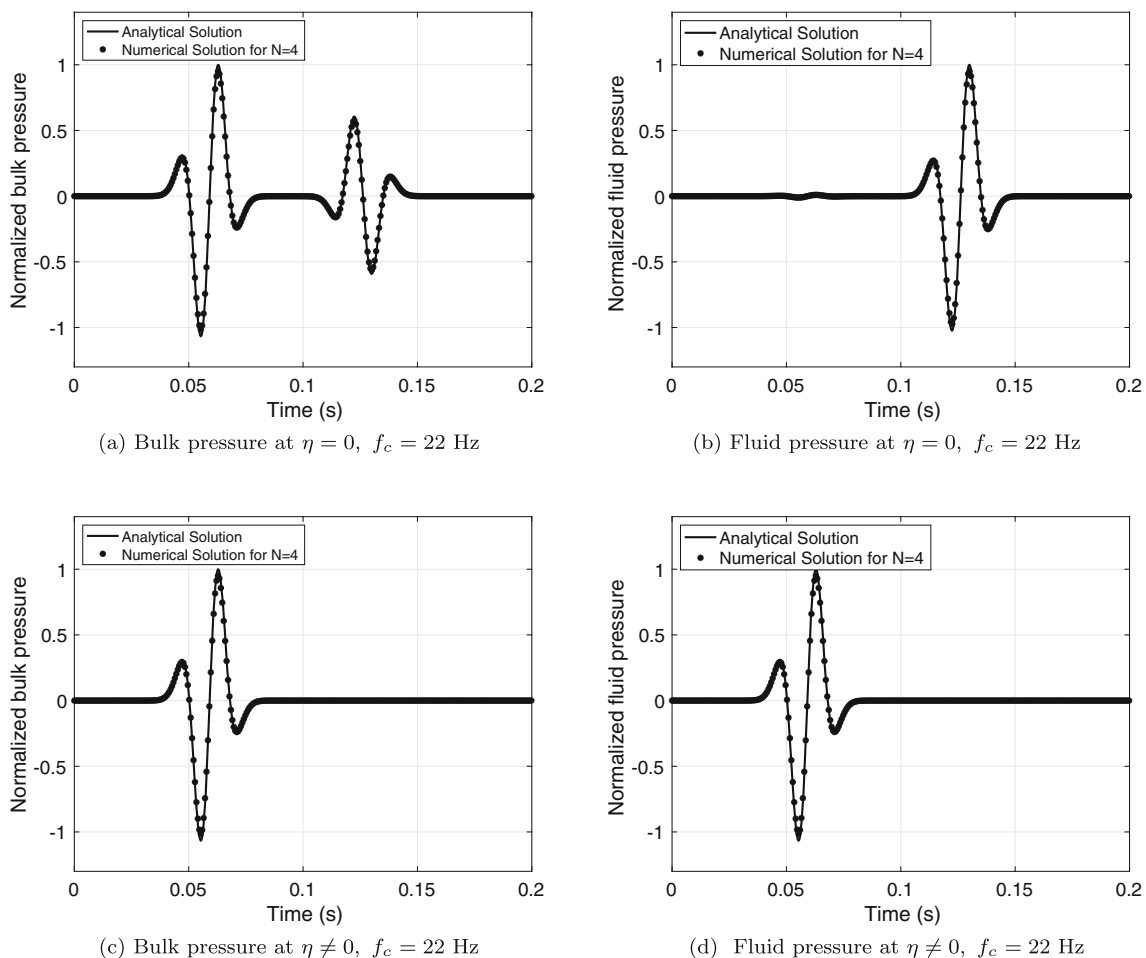 Analytical Solution
Numerical Solution for N=4
Normalized bulk pressure
1
0.5
0
-0.5
-1
0
0.05
0.1
0.15
0.2
Time (s)
(a) Bulk pressure at η = 0, f_c = 22 Hz
Analytical Solution
Numerical Solution for N=4
Normalized fluid pressure
1
0.5
0
-0.5
-1
0
0.05
0.1
0.15
0.2
Time (s)
(b) Fluid pressure at η = 0, f_c = 22 Hz
Analytical Solution
Numerical Solution for N=4
Normalized bulk pressure
1
0.5
0
-0.5
-1
0
0.05
0.1
0.15
0.2
Time (s)
(c) Bulk pressure at η ≠ 0, f_c = 22 Hz
Analytical Solution
Numerical Solution for N=4
Normalized fluid pressure
1
0.5
0
-0.5
-1
0
0.05
0.1
0.15
0.2
Time (s)
(d) Fluid pressure at η ≠ 0, f_c = 22 Hz